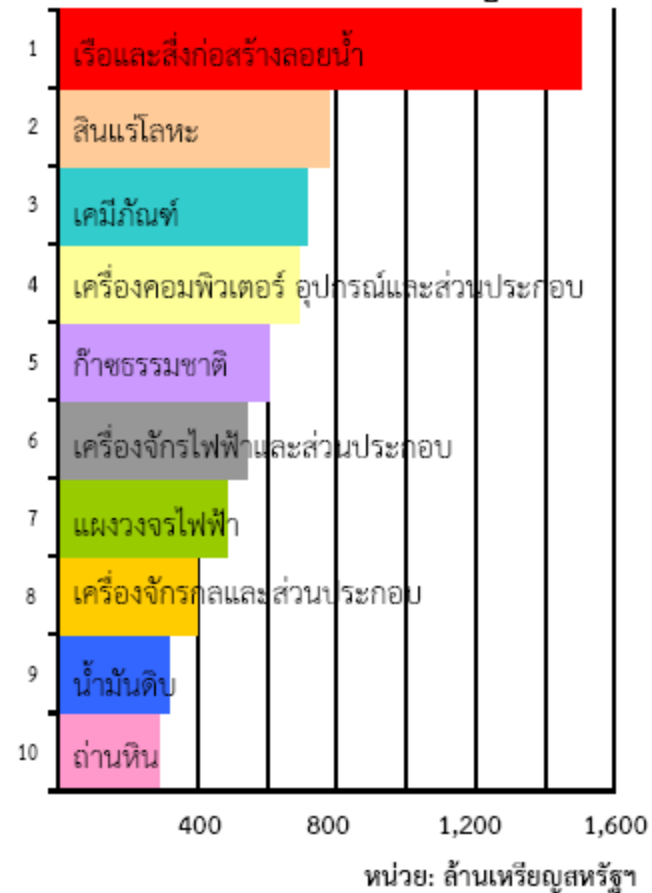 1 เรือและสิ่งก่อสร้างลอยน้ำ
2 สินแร่โลหะ
3 เคมีภัณฑ์
4 เครื่องคอมพิวเตอร์ อุปกรณ์และส่วนประกอบ
5 ก๊าซธรรมชาติ
6 เครื่องจักรไฟฟ้าและส่วนประกอบ
7 แผงวงจรไฟฟ้า
8 เครื่องจักรกลและส่วนประกอบ
9 น้ำมันดิบ
10 ถ่านหิน
400 800 1,200 1,600
หน่วย: ล้านเหรียญสหรัฐฯ